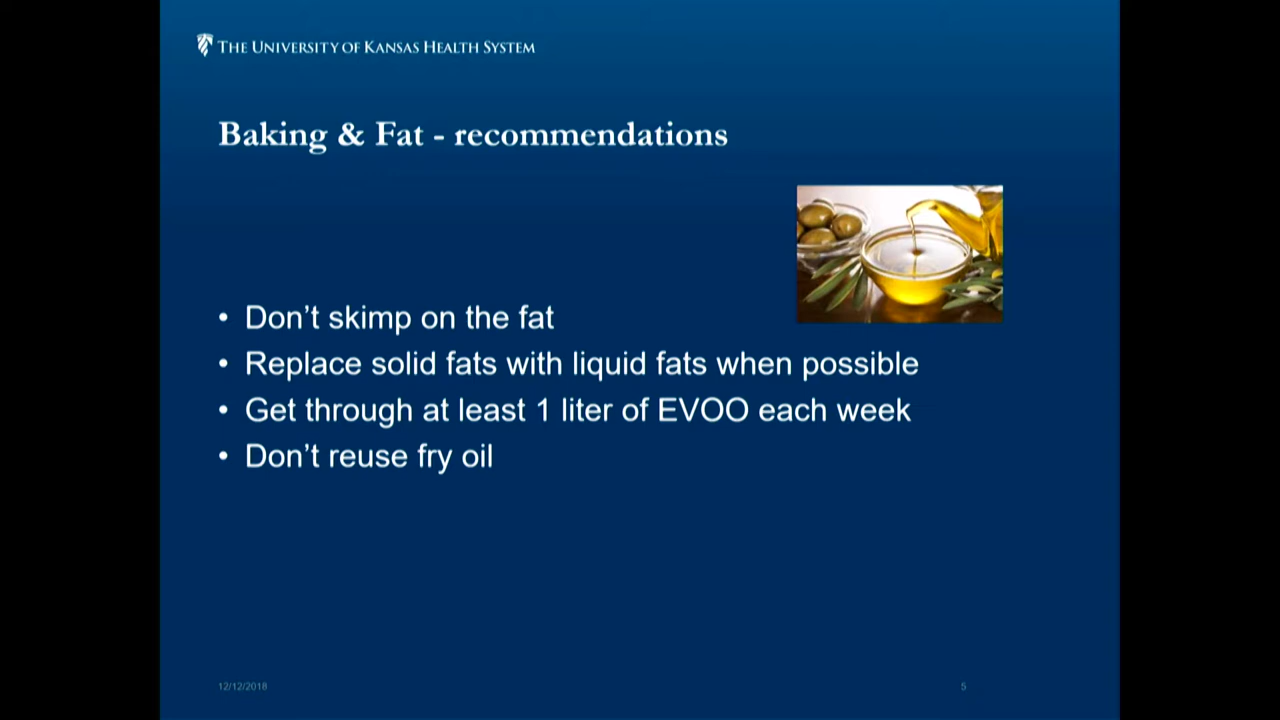 THE UNIVERSITY OF KANSAS HEALTH SYSTEM
Baking & Fat - recommendations
• Don’t skimp on the fat
• Replace solid fats with liquid fats when possible
• Get through at least 1 liter of EVOO each week
• Don’t reuse fry oil
12/12/2018
5